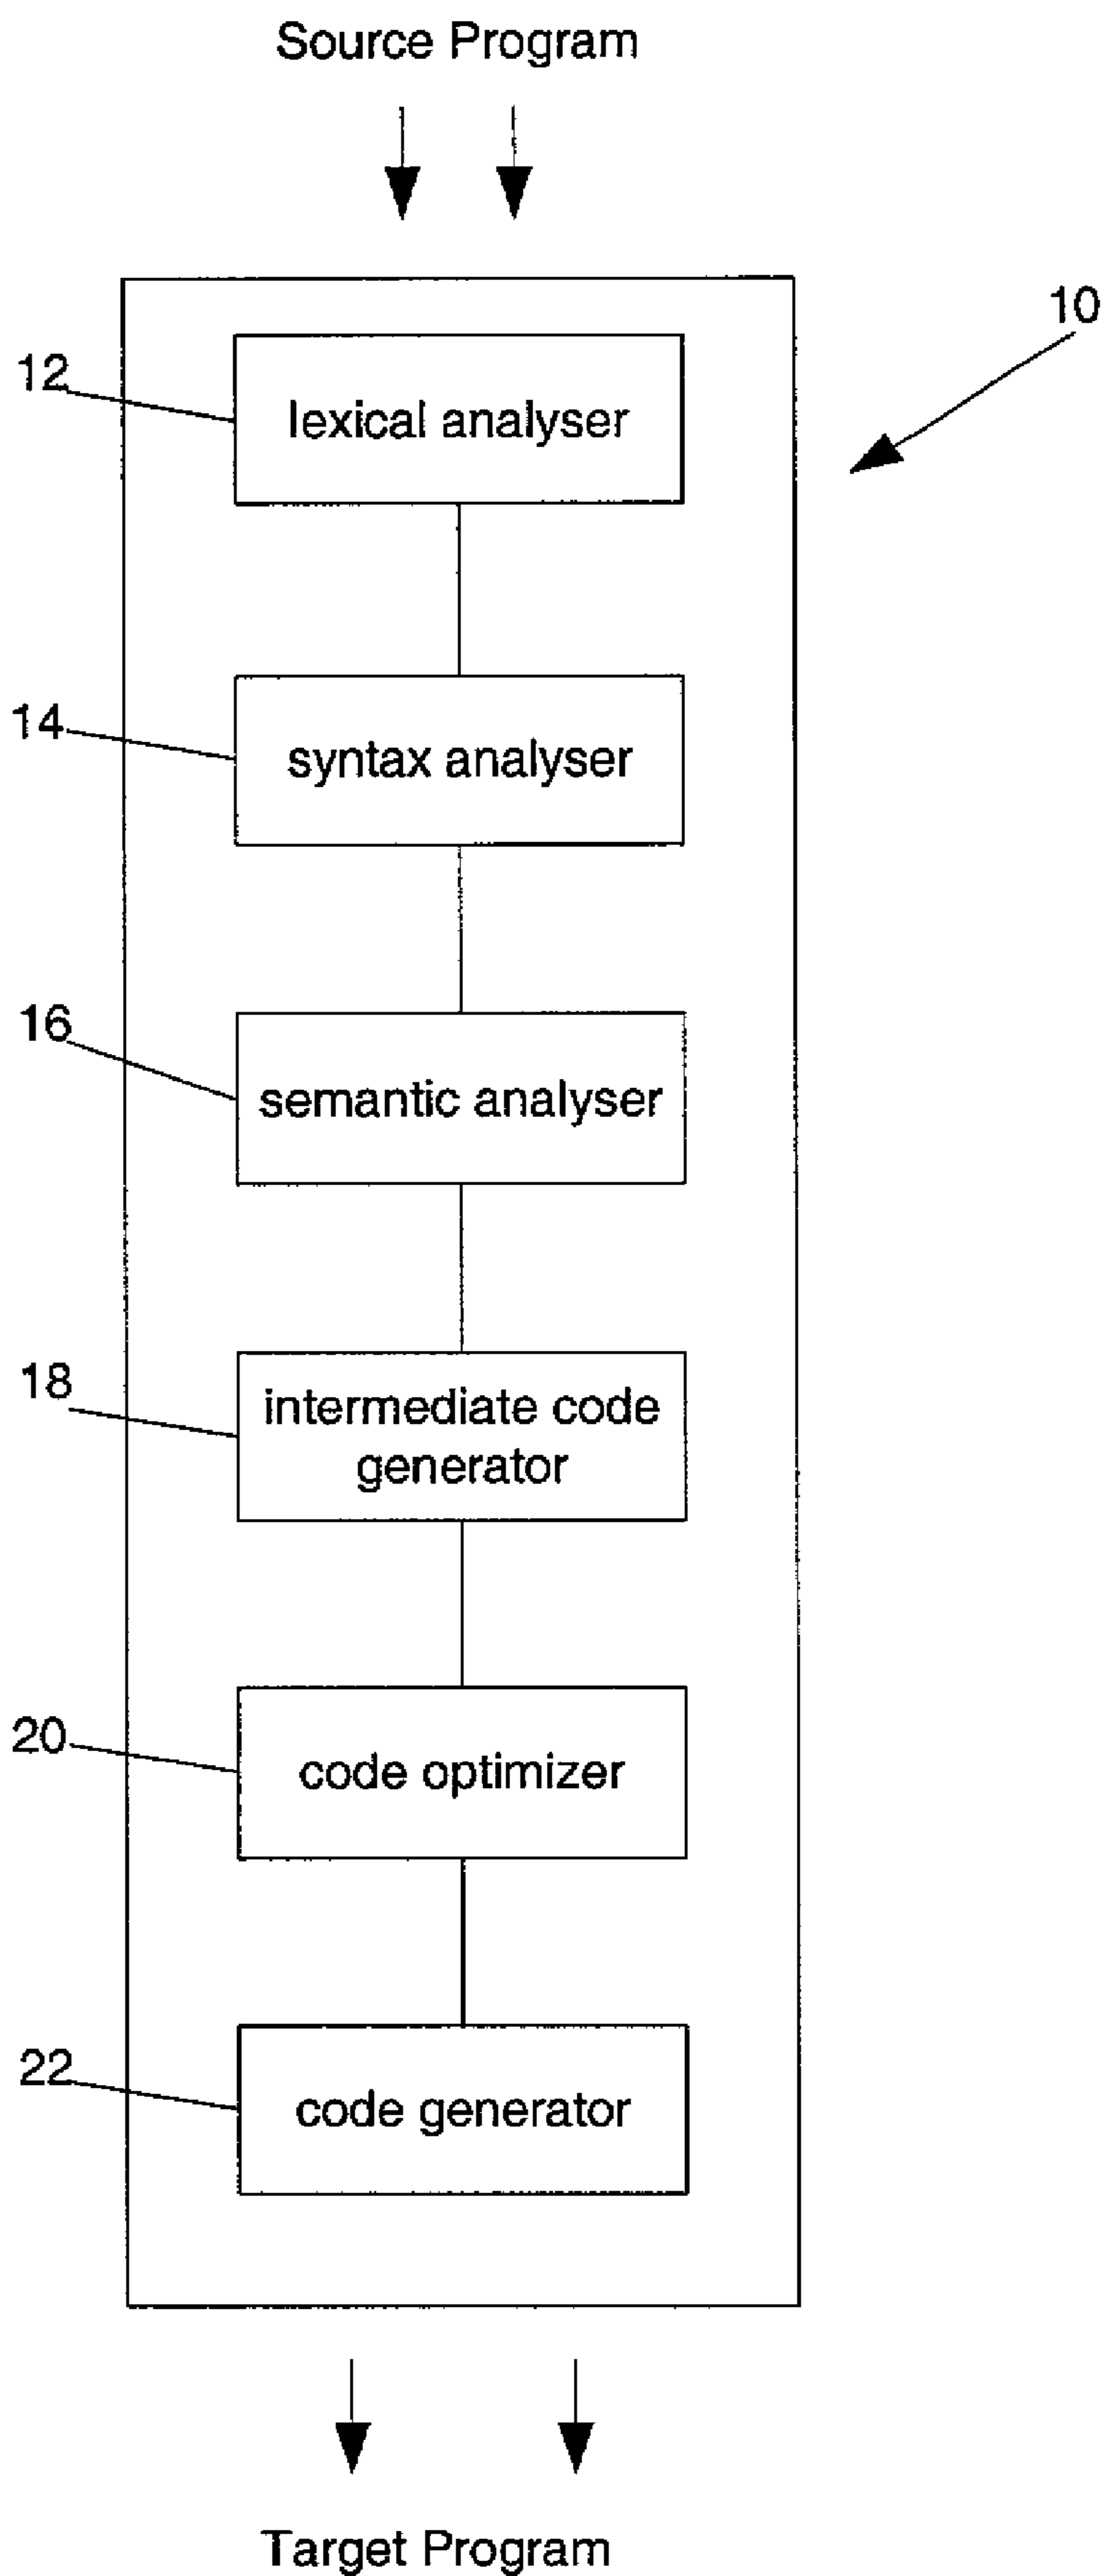 Source Program
10
12
lexical analyser
14
syntax analyser
16
semantic analyser
18
intermediate code
generator
20
code optimizer
22
code generator
Target Program